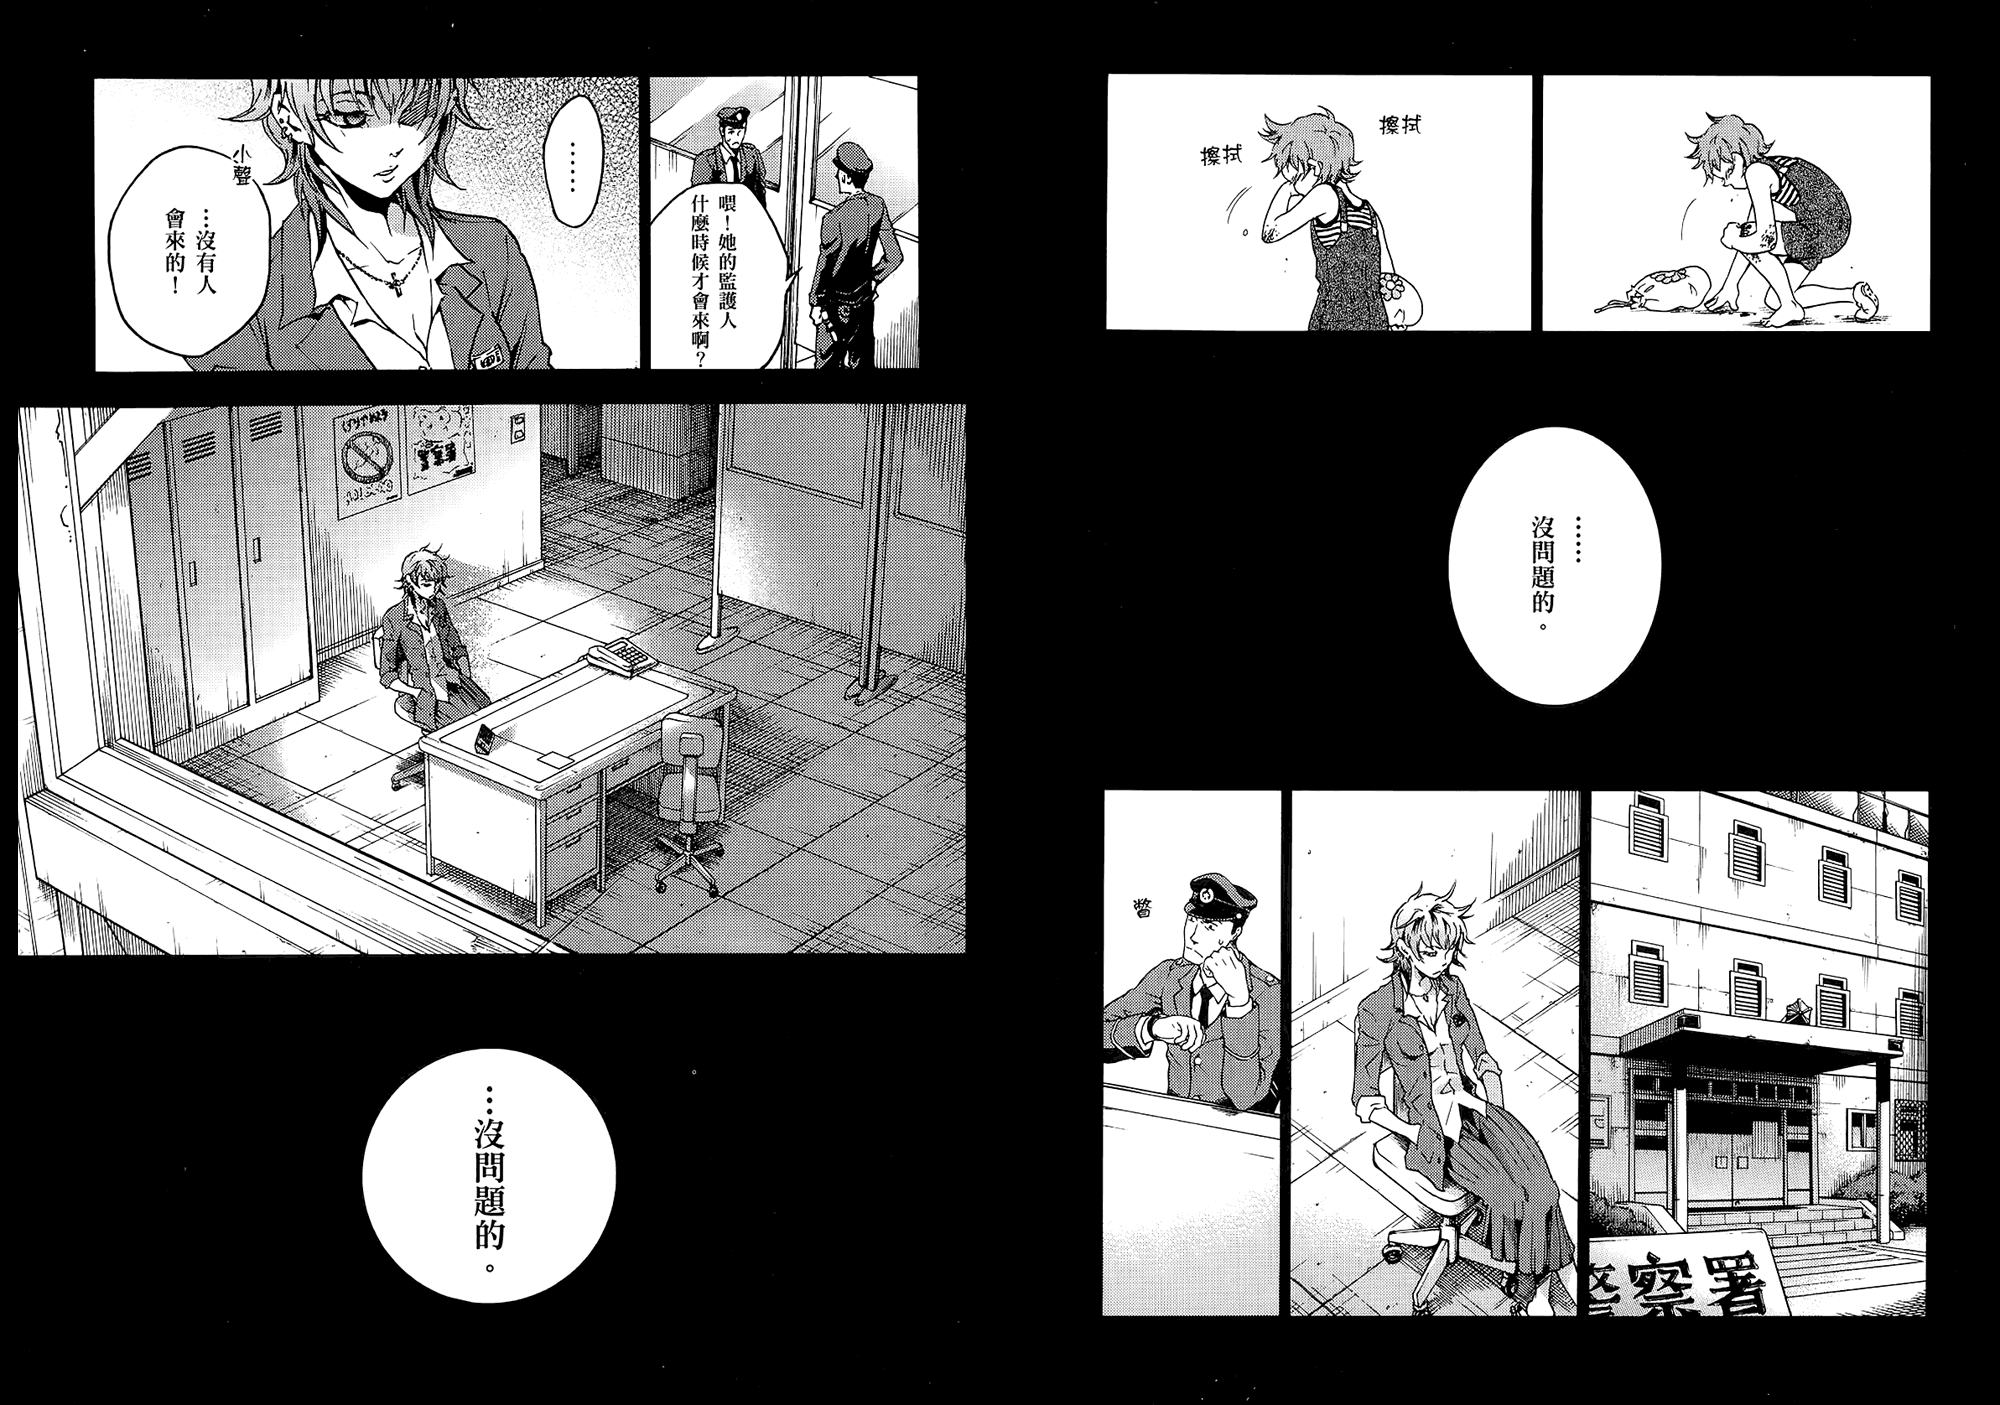 擦拭
擦拭
……
沒問題的。
警察署
瞥
喂！她的監護人
什麼時候才會來啊？
……
小聲
…沒有人
會來的！
…沒問題的。